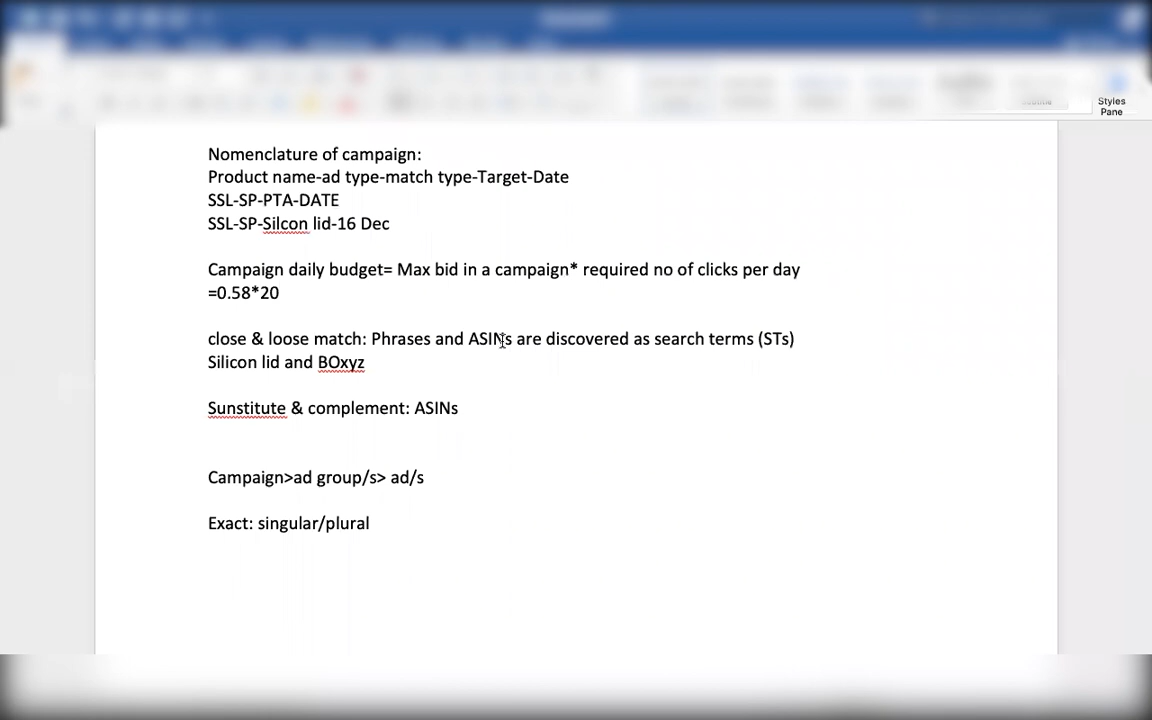 Styles
Pane
Nomenclature of campaign:
Product name-ad type-match type-Target-Date
SSL-SP-PTA-DATE
SSL-SP-Silcon lid-16 Dec
Campaign daily budget= Max bid in a campaign* required no of clicks per day
=0.58*20
close & loose match: Phrases and ASINs are discovered as search terms (STs)
Silicon lid and BOxyz
Sunstitute & complement: ASINs
Campaign>ad group/s> ad/s
Exact: singular/plural